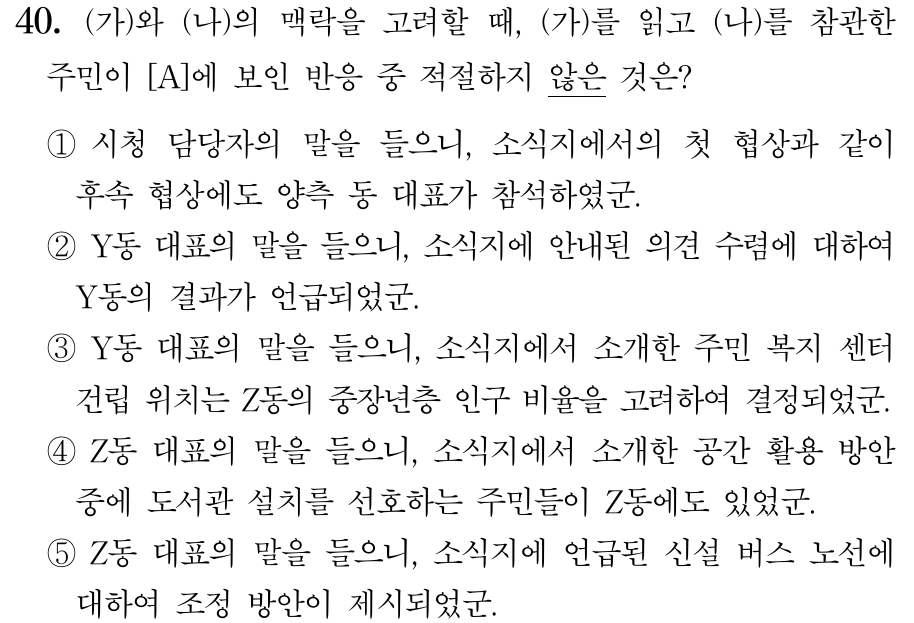 40. (가)와 (나)의 맥락을 고려할 때, (가)를 읽고 (나)를 참관한
주민이 [A]에 보인 반응 중 적절하지 않은 것은?
① 시청 담당자의 말을 들으니, 소식지에서의 첫 협상과 같이
후속 협상에도 양측 동 대표가 참석하였군.
② Y동 대표의 말을 들으니, 소식지에 안내된 의견 수렴에 대하여
Y동의 결과가 언급되었군.
③ Y동 대표의 말을 들으니, 소식지에서 소개한 주민 복지 센터
건립 위치는 Z동의 중장년층 인구 비율을 고려하여 결정되었군.
④ Z동 대표의 말을 들으니, 소식지에서 소개한 공간 활용 방안
중에 도서관 설치를 선호하는 주민들이 Z동에도 있었군.
⑤ Z동 대표의 말을 들으니, 소식지에 언급된 신설 버스 노선에
대하여 조정 방안이 제시되었군.